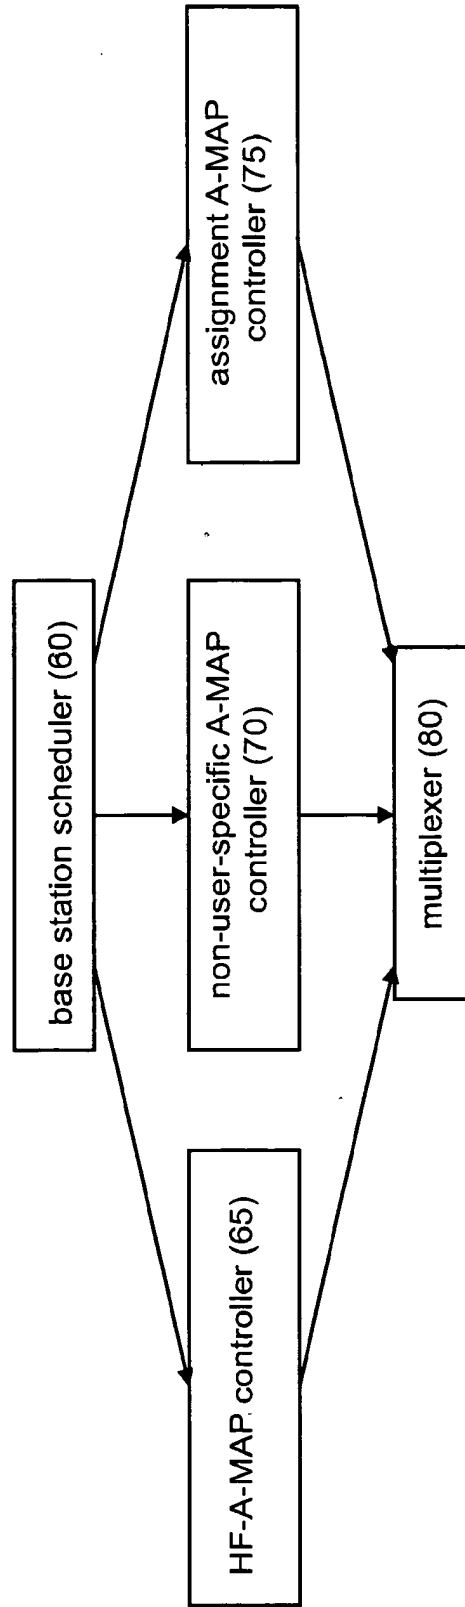 base station scheduler (60)
HF-A-MAP controller (65)
non-user-specific A-MAP
controller (70)
assignment A-MAP
controller (75)
multiplexer (80)